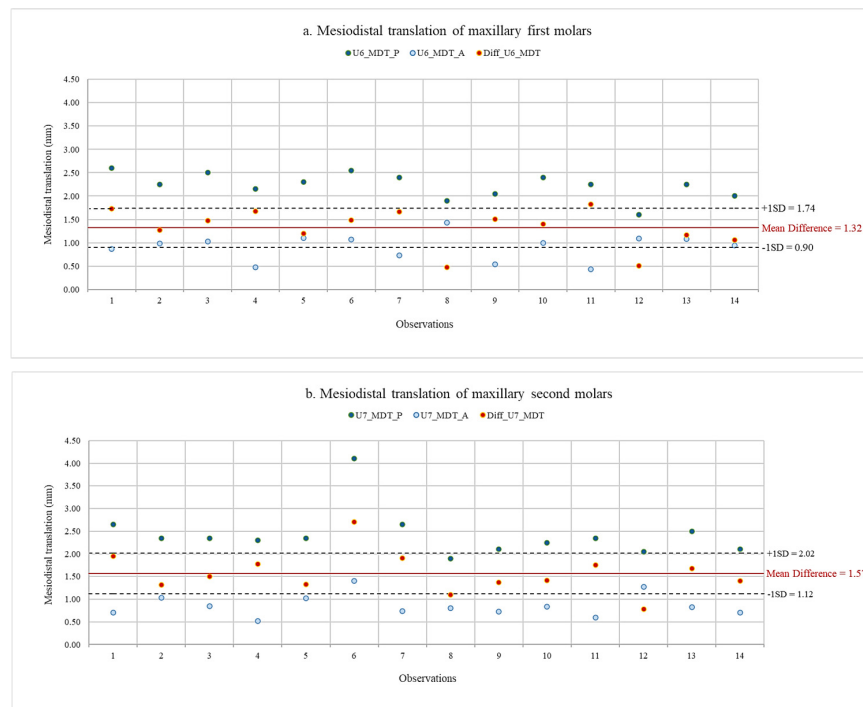 a. Mesiodistal translation of maxillary first molars
U6_MDT_P U6_MDT_A Diff_U6_MDT
Mesiodistal translation (mm)
4.50
4.00
3.50
3.00
2.50
2.00
1.50
1.00
0.50
0.00
+1SD = 1.74
Mean Difference = 1.32
-1SD = 0.90
1 2 3 4 5 6 7 8 9 10 11 12 13 14
Observations
b. Mesiodistal translation of maxillary second molars
U7_MDT_P U7_MDT_A Diff_U7_MDT
Mesiodistal translation (mm)
4.50
4.00
3.50
3.00
2.50
2.00
1.50
1.00
0.50
0.00
+1SD = 2.02
Mean Difference = 1.5
-1SD = 1.12
1 2 3 4 5 6 7 8 9 10 11 12 13 14
Observations